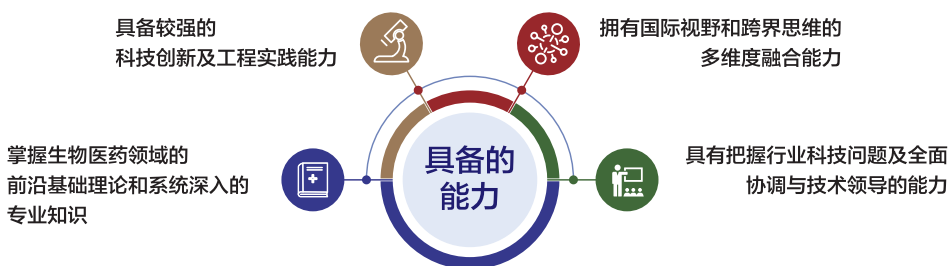 具备较强的
科技创新及工程实践能力
拥有国际视野和跨界思维的
多维度融合能力
掌握生物医药领域的
前沿基础理论和系统深入的
专业知识
具备的
能力
具有把握行业科技问题及全面
协调与技术领导的能力